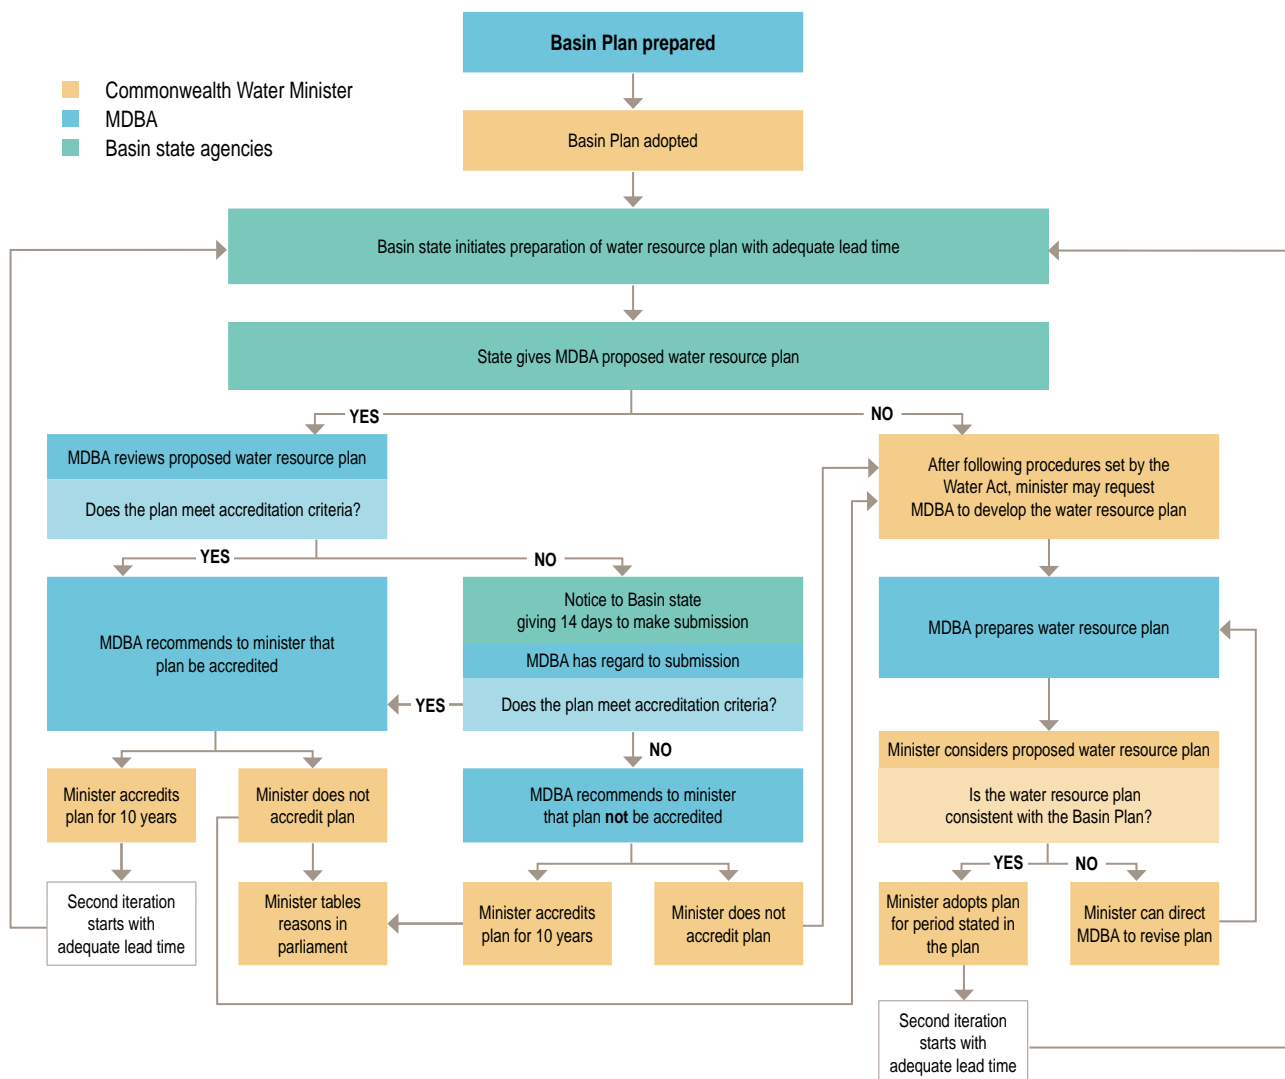 Basin Plan prepared
Commonwealth Water Minister
MDBA
Basin state agencies
Basin Plan adopted
Basin state initiates preparation of water resource plan with adequate lead time
State gives MDBA proposed water resource plan
YES
NO
MDBA reviews proposed water resource plan
Does the plan meet accreditation criteria?
After following procedures set by the
Water Act, minister may request
MDBA to develop the water resource plan
YES
NO
MDBA recommends to minister that
plan be accredited
Notice to Basin state
giving 14 days to make submission
MDBA has regard to submission
Does the plan meet accreditation criteria?
YES
NO
MDBA prepares water resource plan
Minister accredits
plan for 10 years
Minister does not
accredit plan
MDBA recommends to minister
that plan not be accredited
Minister considers proposed water resource plan
Is the water resource plan
consistent with the Basin Plan?
YES
NO
Second iteration
starts with
adequate lead time
Minister tables
reasons in
parliament
Minister accredits
plan for 10 years
Minister does not
accredit plan
Minister adopts plan
for period stated in
the plan
Minister can direct
MDBA to revise plan
Second iteration
starts with
adequate lead time